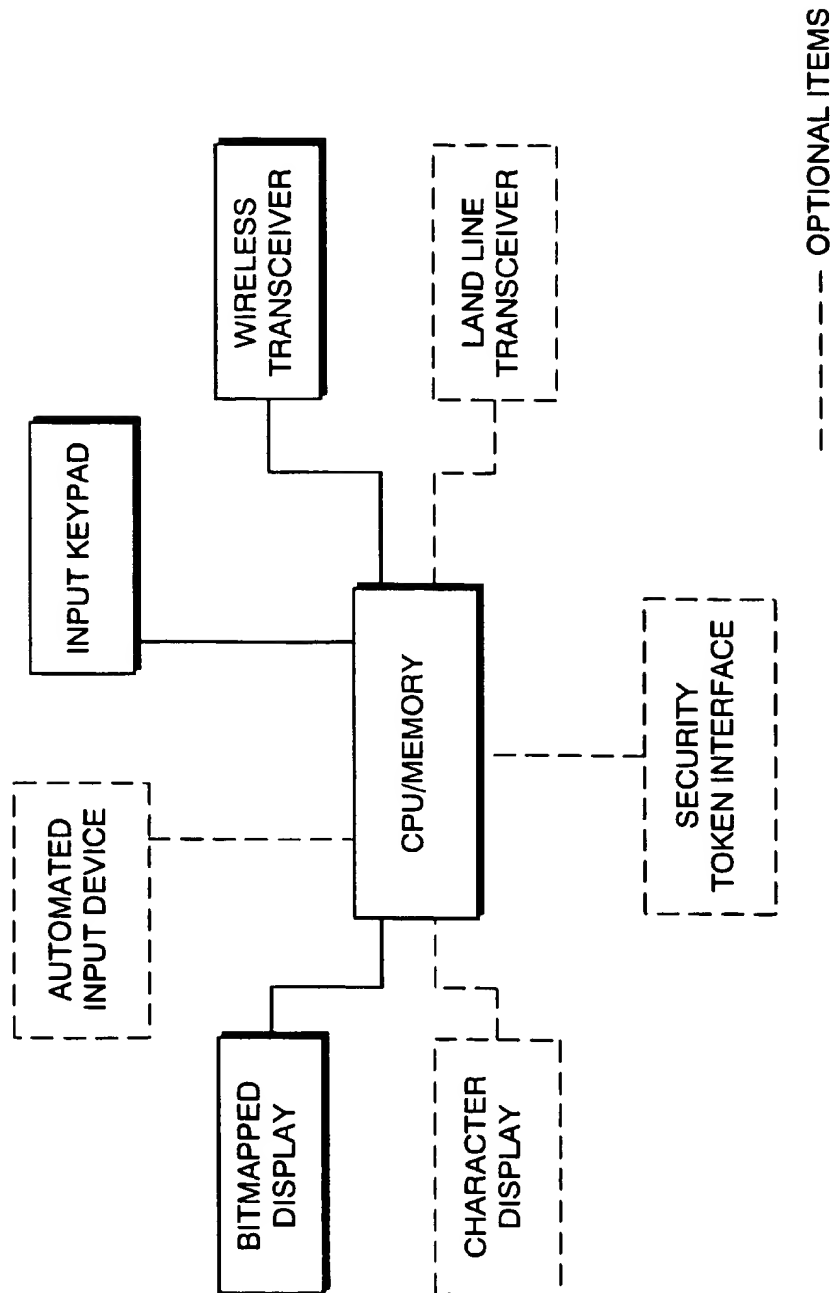 AUTOMATED
INPUT DEVICE
INPUT KEYPAD
BITMAPPED
DISPLAY
WIRELESS
TRANSCEIVER
CPU/MEMORY
CHARACTER
DISPLAY
LAND LINE
TRANSCEIVER
SECURITY
TOKEN INTERFACE
OPTIONAL ITEMS